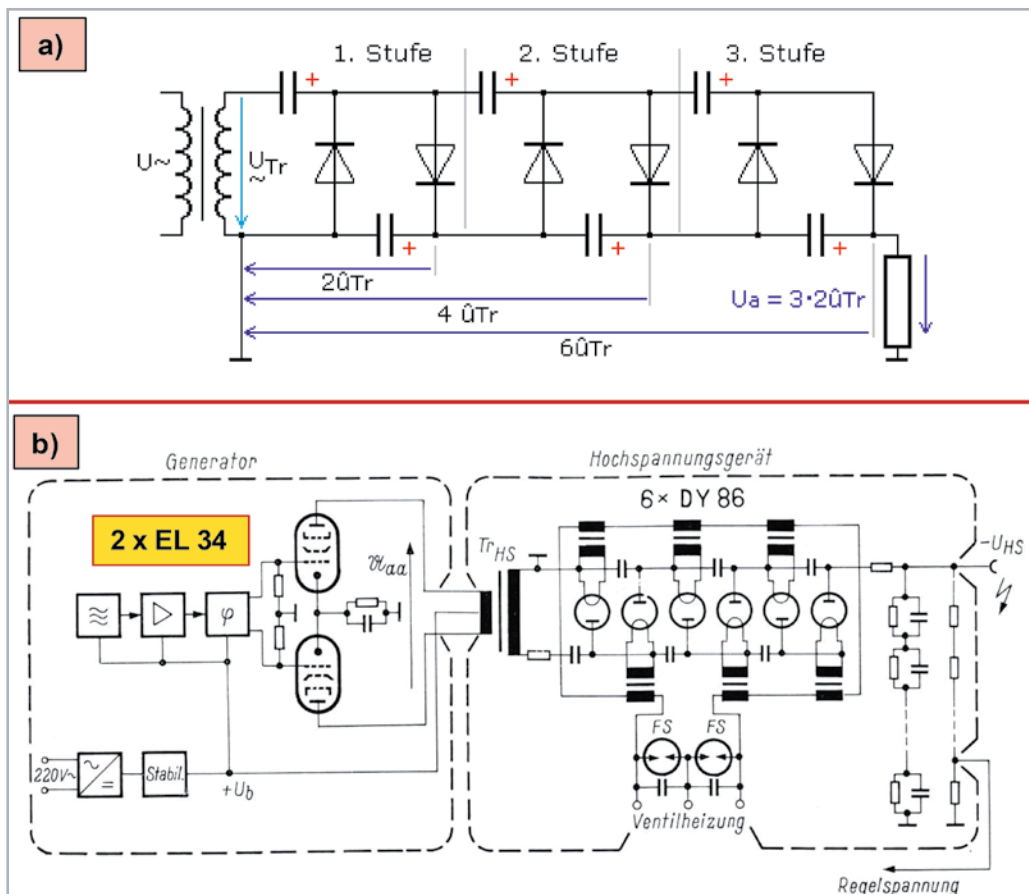 a)
1. Stufe
2. Stufe
3. Stufe
+
+
+
U~
UTr
~
+
+
+
2ûTr
4 ûTr
6ûTr
Ua = 3·2ûTr
b)
Generator
Hochspannungsgerät
6× DY 86
2 x EL 34
TrHS
-UHS
φ
FS
FS
220V~
~
=
Stabil.
+Ub
Ventilheizung
Regelspannung